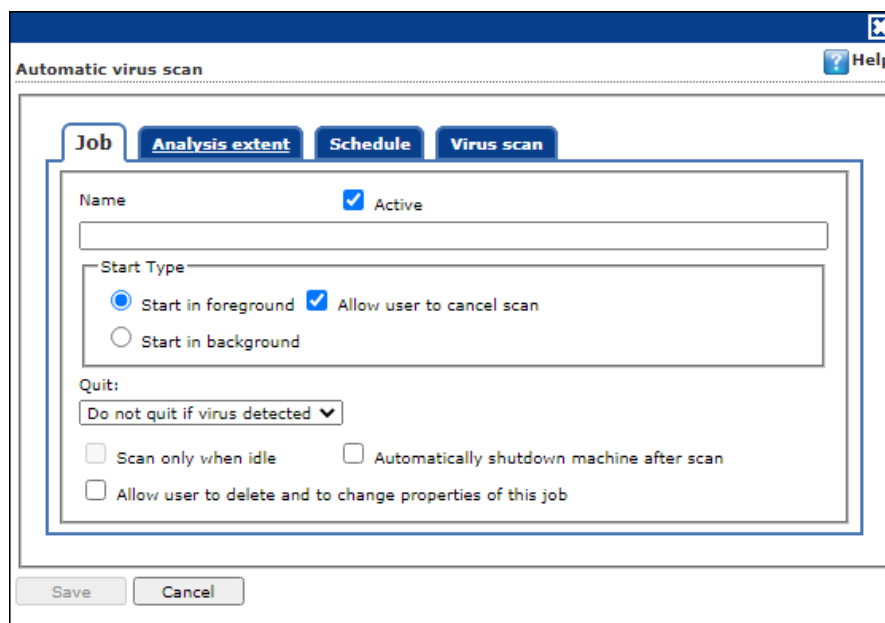 Automatic virus scan
? Help
Job Analysis extent Schedule Virus scan
Name Active
Start Type
Start in foreground Allow user to cancel scan
Start in background
Quit:
Do not quit if virus detected
Scan only when idle Automatically shutdown machine after scan
Allow user to delete and to change properties of this job
Save Cancel